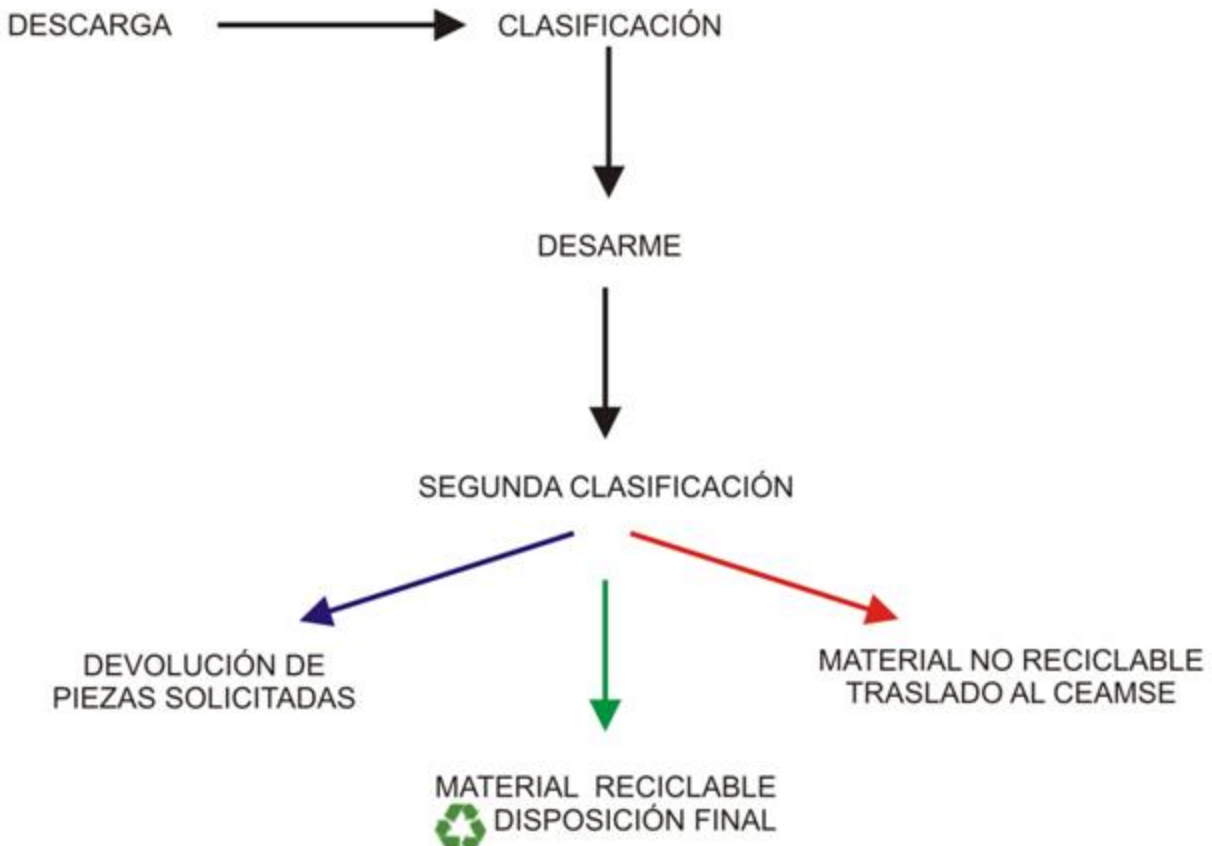 DESCARGA
CLASIFICACIÓN
DESARME
SEGUNDA CLASIFICACIÓN
DEVOLUCIÓN DE
PIEZAS SOLICITADAS
MATERIAL NO RECICLABLE
TRASLADO AL CEAMSE
MATERIAL RECICLABLE
DISPOSICIÓN FINAL